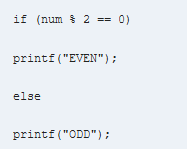 if (num % 2 == 0)
printf("EVEN");
else
printf("ODD");